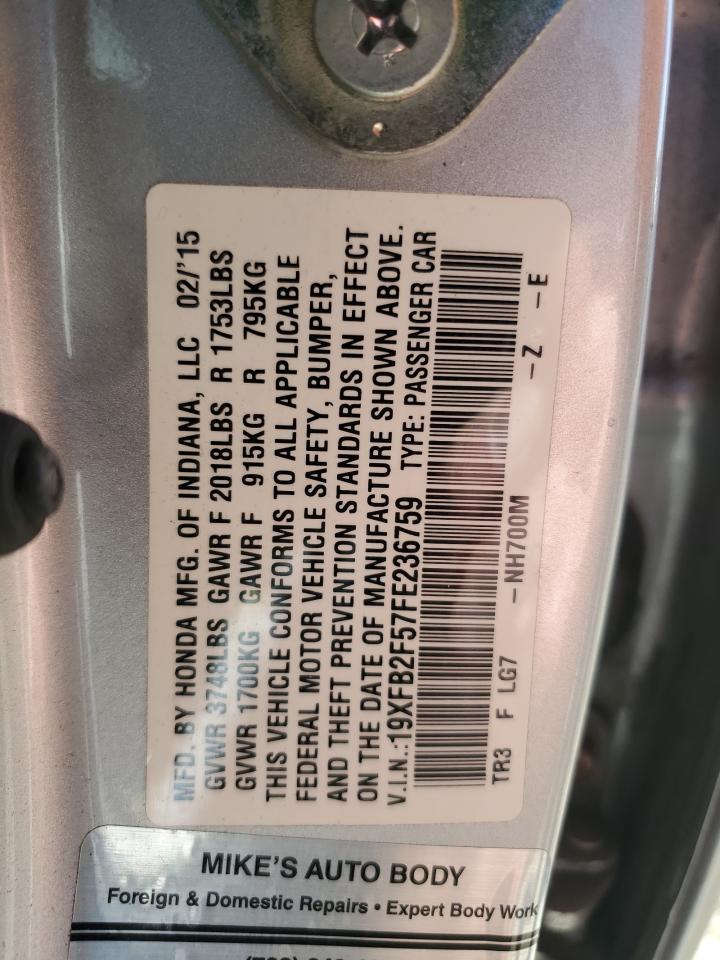 MFD. BY HONDA MFG. OF INDIANA, LLC 02/'15
GVWR 3748LBS GAWR F 2018LBS R 1753LBS
GVWR 1700KG GAWR F 915KG R 795KG
THIS VEHICLE CONFORMS TO ALL APPLICABLE
FEDERAL MOTOR VEHICLE SAFETY, BUMPER,
AND THEFT PREVENTION STANDARDS IN EFFECT
ON THE DATE OF MANUFACTURE SHOWN ABOVE.
V.I.N.:19XFB2F57FE236759 TYPE: PASSENGER CAR
TR3 F LG7 -NH700M -Z -E
MIKE'S AUTO BODY
Foreign & Domestic Repairs • Expert Body Work